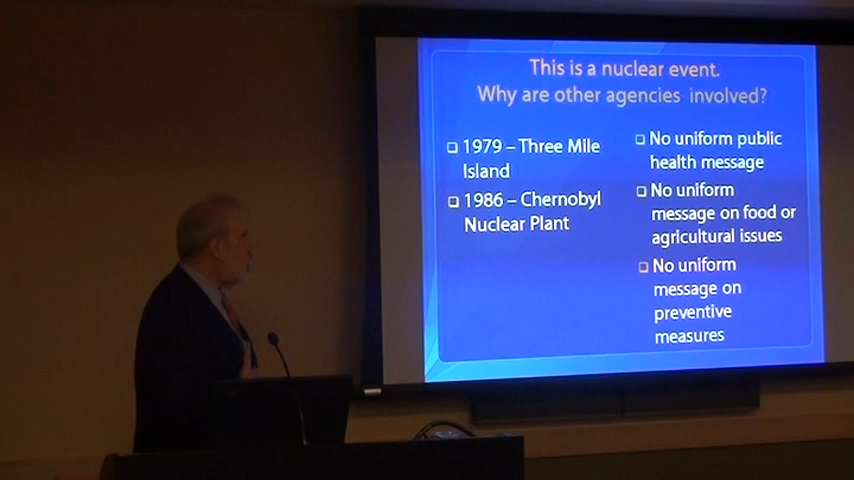 This is a nuclear event.
Why are other agencies involved?
❑ 1979 – Three Mile
Island
❑ 1986 – Chernobyl
Nuclear Plant
❑ No uniform public
health message
❑ No uniform
message on food or
agricultural issues
❑ No uniform
message on
preventive
measures